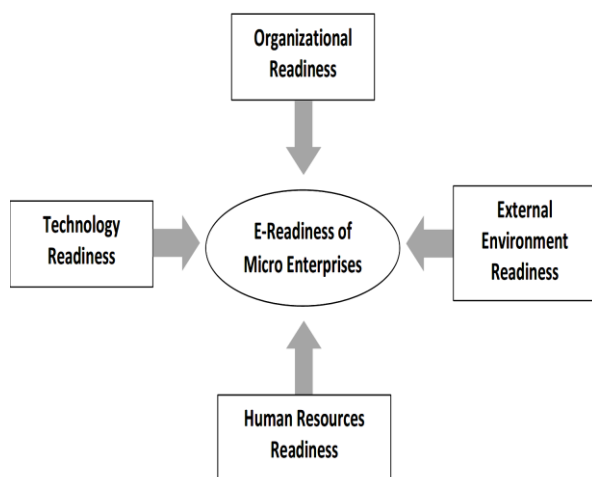 Organizational
Readiness
Technology
Readiness
E-Readiness of
Micro Enterprises
External
Environment
Readiness
Human Resources
Readiness